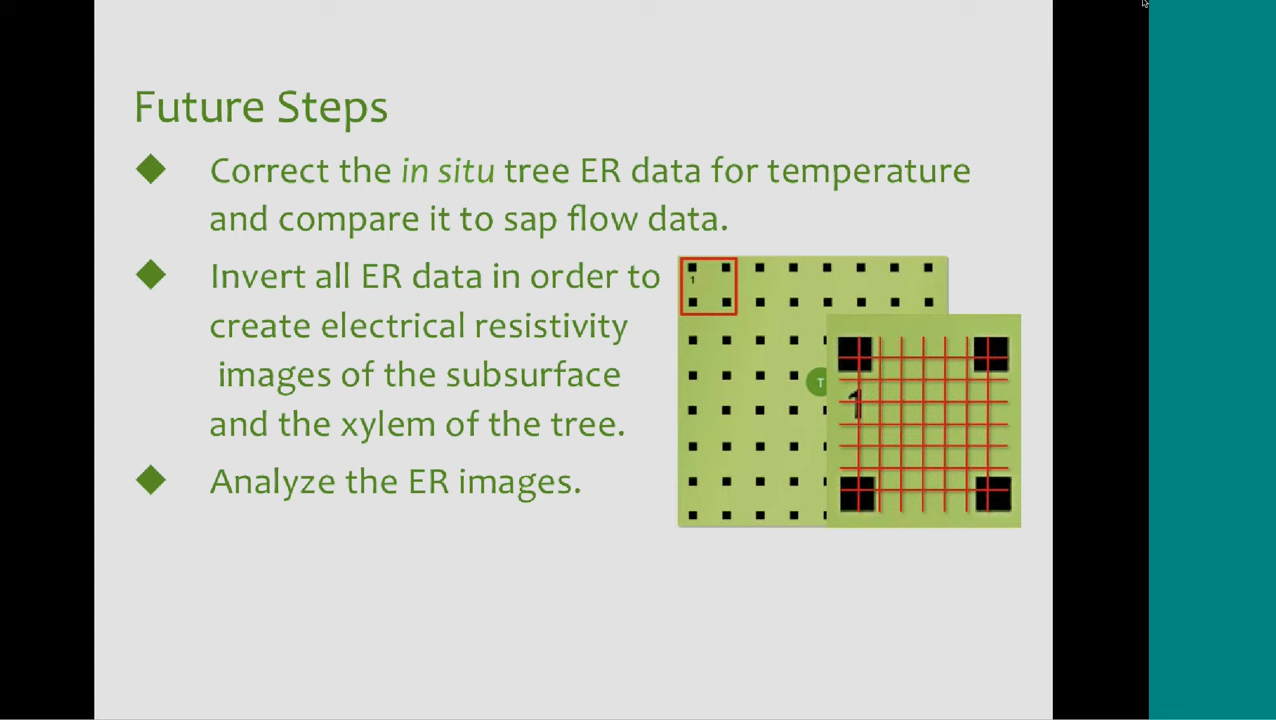 Future Steps
Correct the in situ tree ER data for temperature
and compare it to sap flow data.
Invert all ER data in order to
create electrical resistivity
images of the subsurface
and the xylem of the tree.
Analyze the ER images.
1
T
1